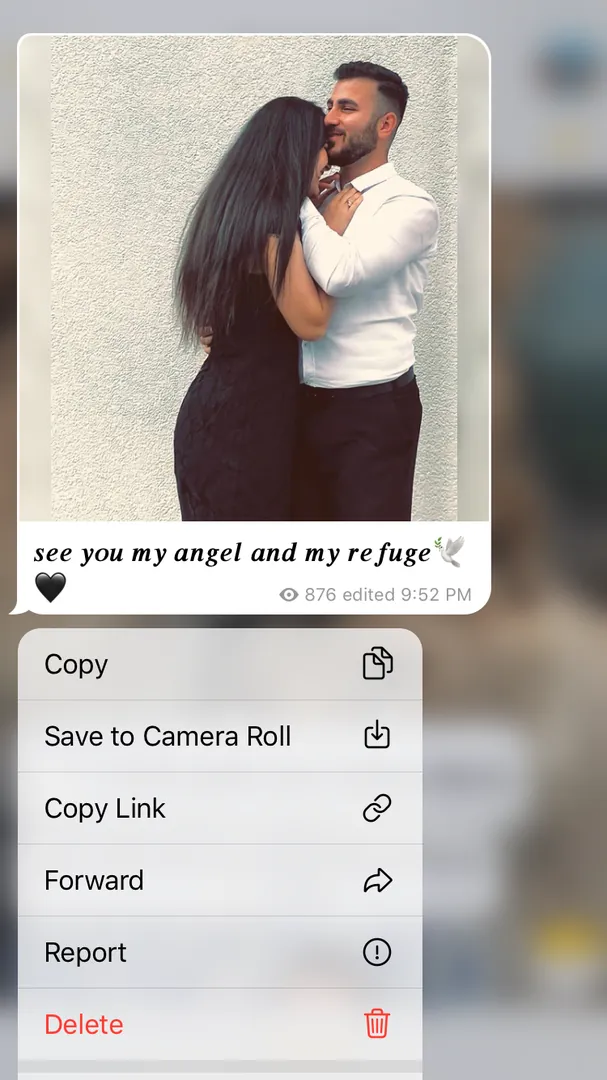 see you my angel and my refuge🕊️
🖤 876 edited 9:52 PM
Copy
Save to Camera Roll
Copy Link
Forward
Report
Delete